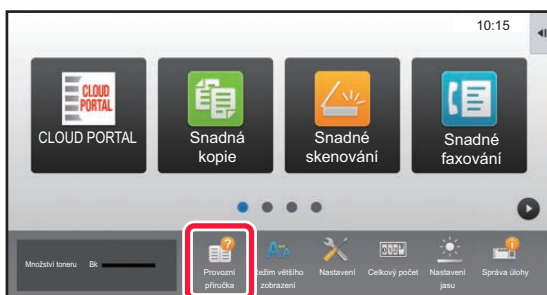 10:15
CLOUD
PORTAL
CLOUD PORTAL
Snadná
kopie
Snadné
skenování
Snadné
faxování
Množství toneru Bk
Provozní
příručka
Režim většího
zobrazení
Nastavení
Celkový počet
Nastavení
jasu
Správa úlohy